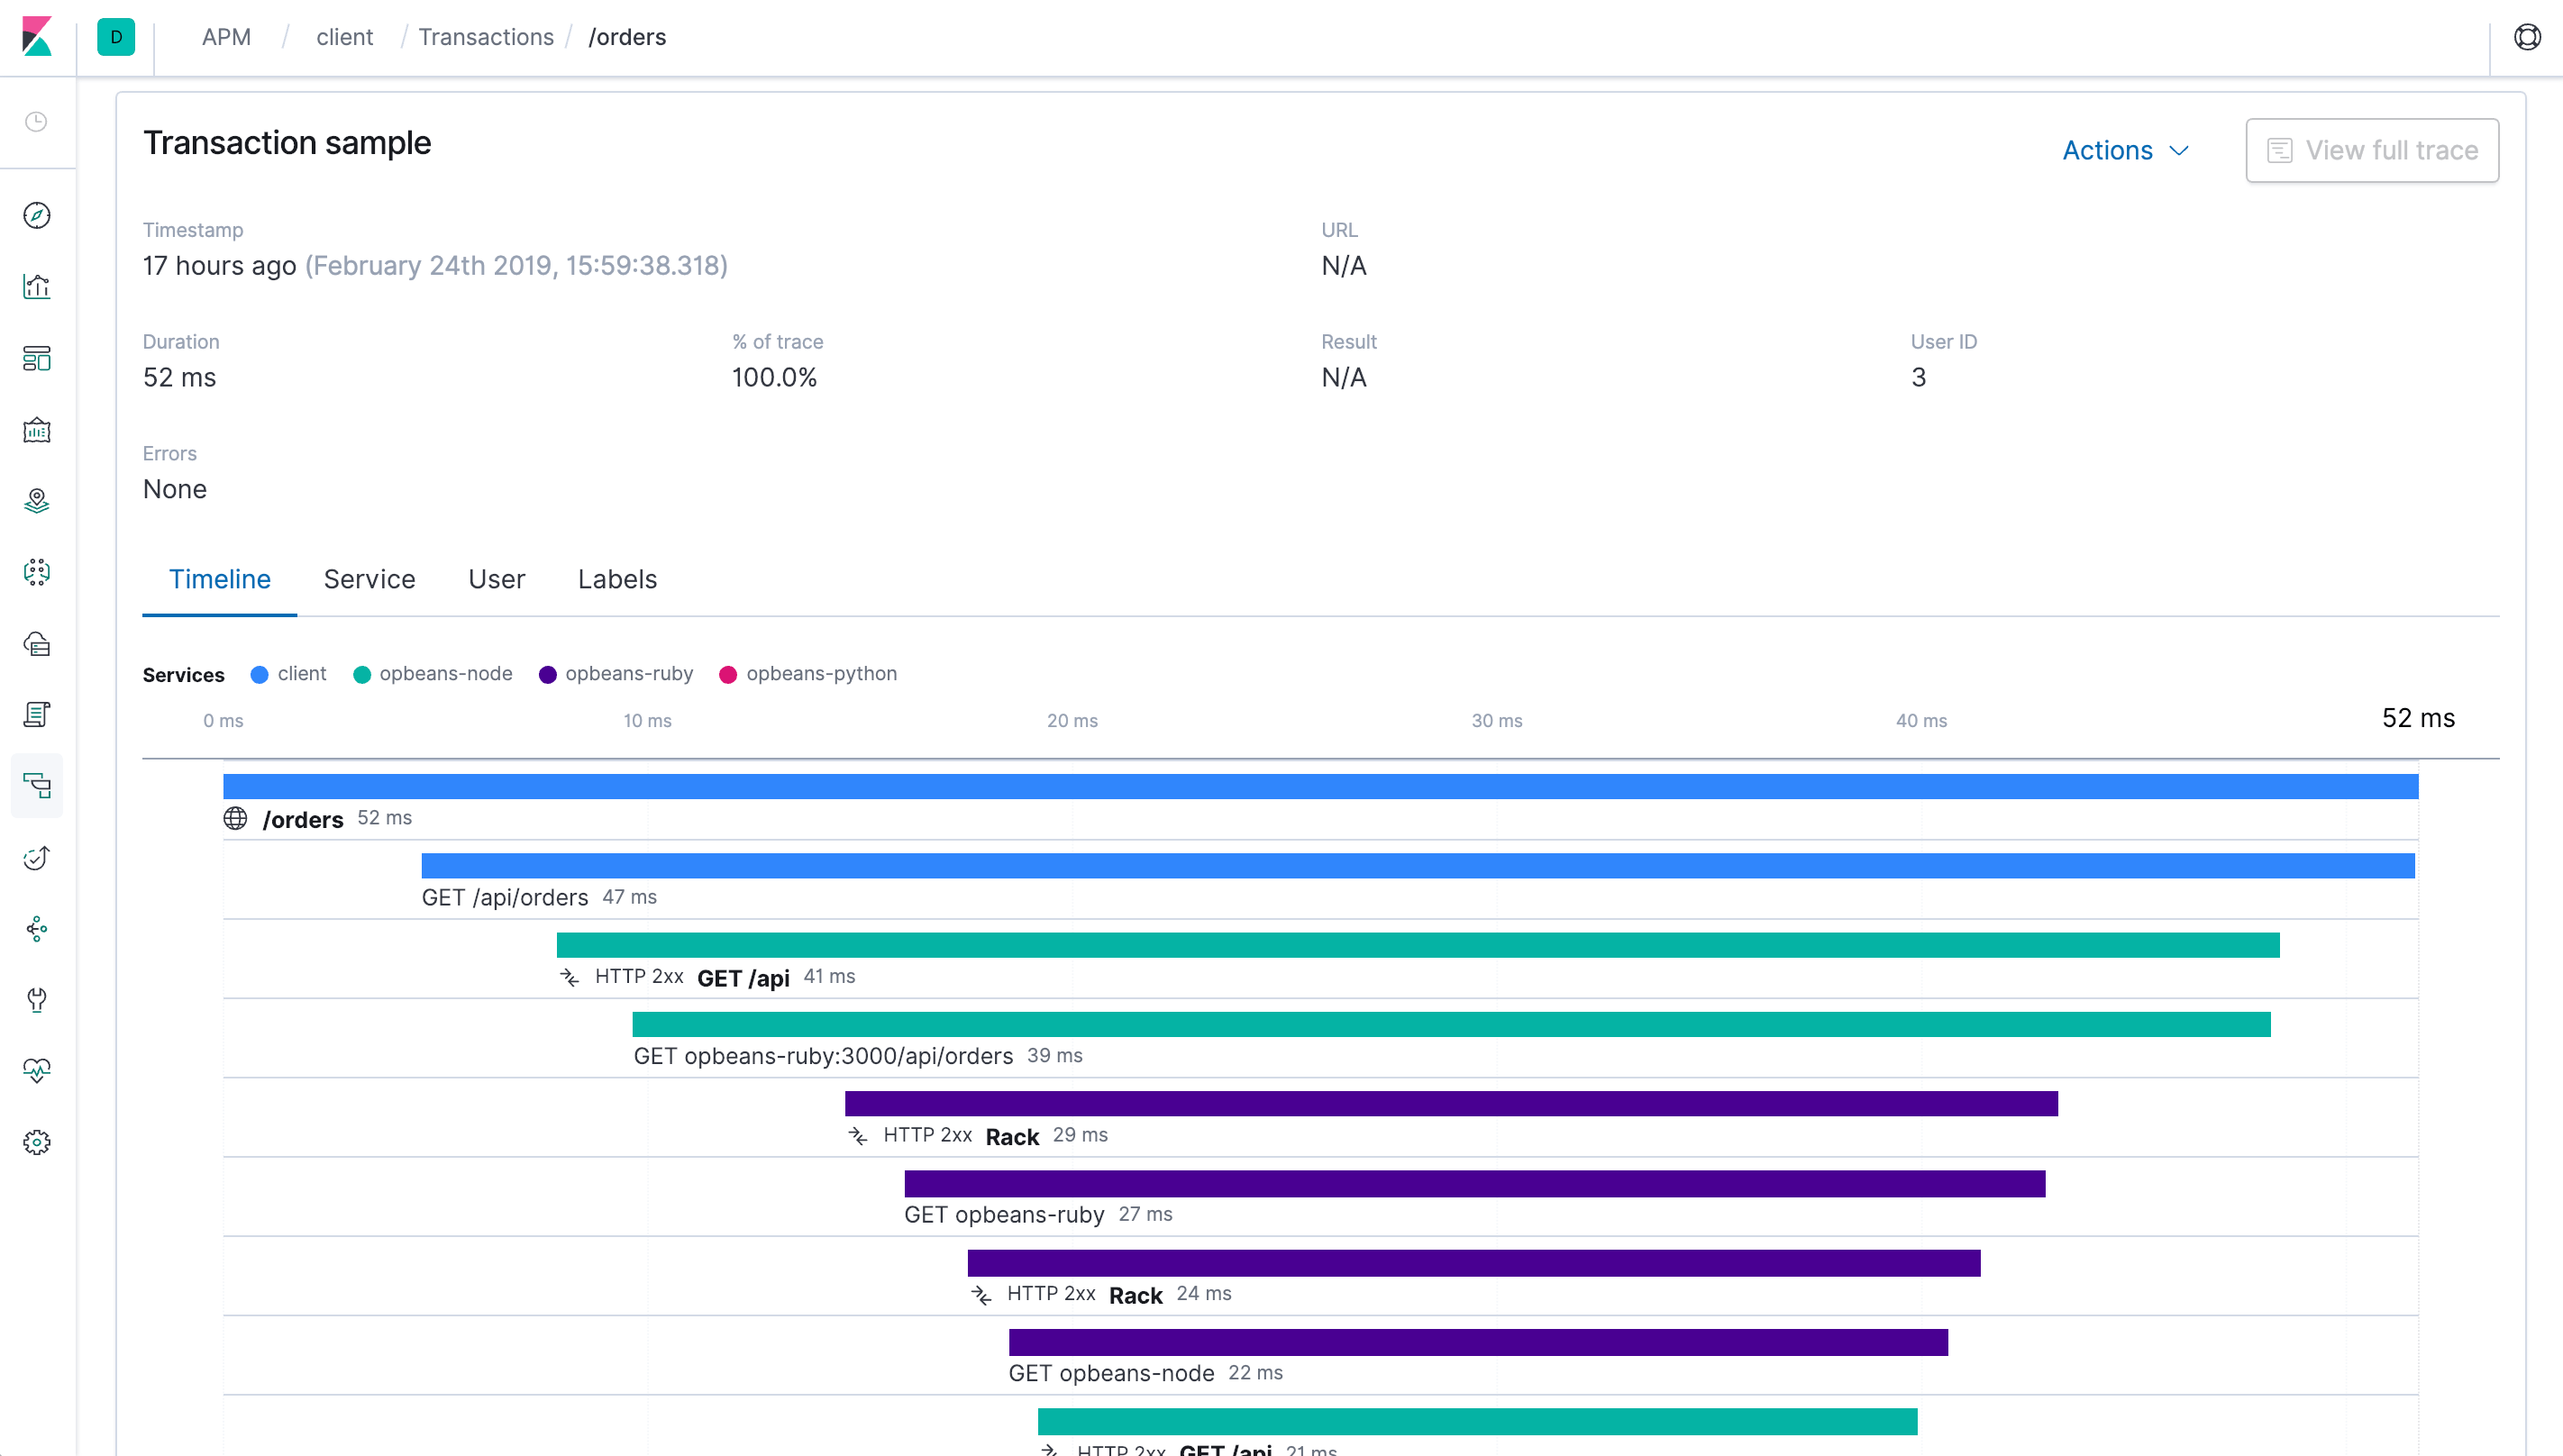 D APM / client / Transactions / /orders
Transaction sample
Actions View full trace
Timestamp URL
17 hours ago (February 24th 2019, 15:59:38.318) N/A
Duration % of trace Result User ID
52 ms 100.0% N/A 3
Errors
None
Timeline Service User Labels
Services client opbeans-node opbeans-ruby opbeans-python
0 ms 10 ms 20 ms 30 ms 40 ms 52 ms
/orders 52 ms
GET /api/orders 47 ms
HTTP 2xx GET /api 41 ms
GET opbeans-ruby:3000/api/orders 39 ms
HTTP 2xx Rack 29 ms
GET opbeans-ruby 27 ms
HTTP 2xx Rack 24 ms
GET opbeans-node 22 ms
HTTP 2xx GET /api 21 ms